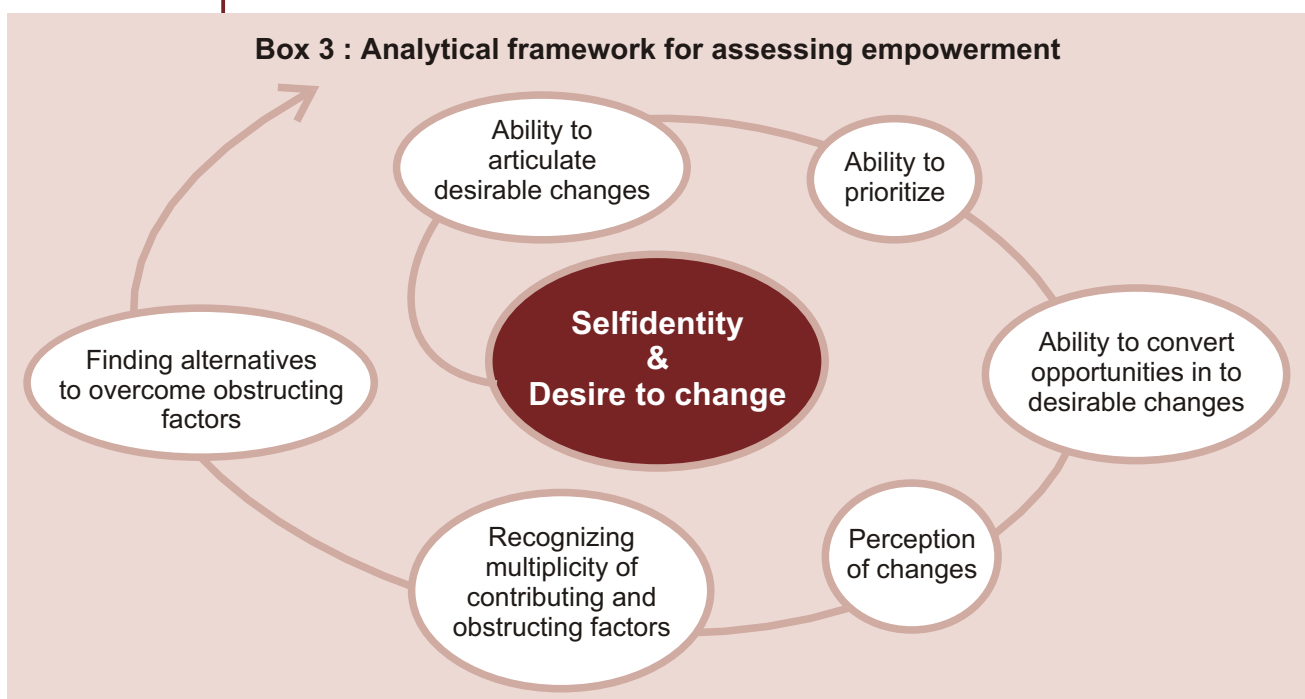 Box 3 : Analytical framework for assessing empowerment
Ability to
articulate
desirable changes
Ability to
prioritize
Ability to convert
opportunities in to
desirable changes
Perception
of changes
Recognizing
multiplicity of
contributing and
obstructing factors
Finding alternatives
to overcome obstructing
factors
Selfidentity
&
Desire to change